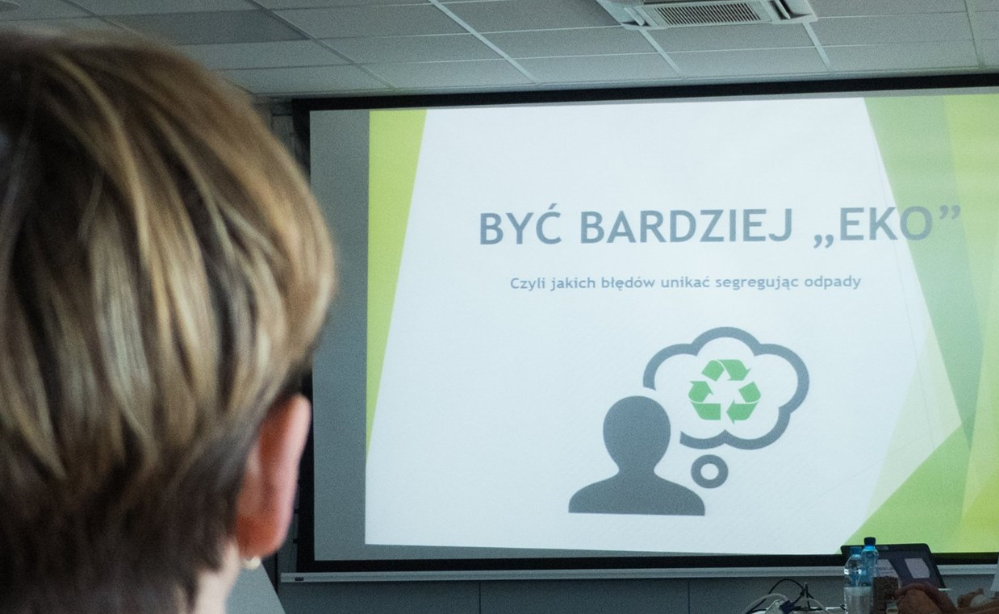 BYĆ BARDZIEJ „EKO”
Czyli jakich błędów unikać segregując odpady